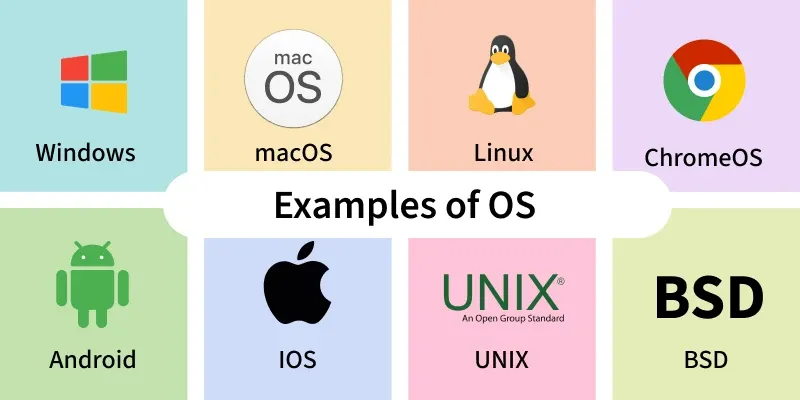 mac
OS
Windows
macOS
Linux
ChromeOS
Examples of OS
UNIX®
An Open Group Standard
BSD
Android
IOS
UNIX
BSD